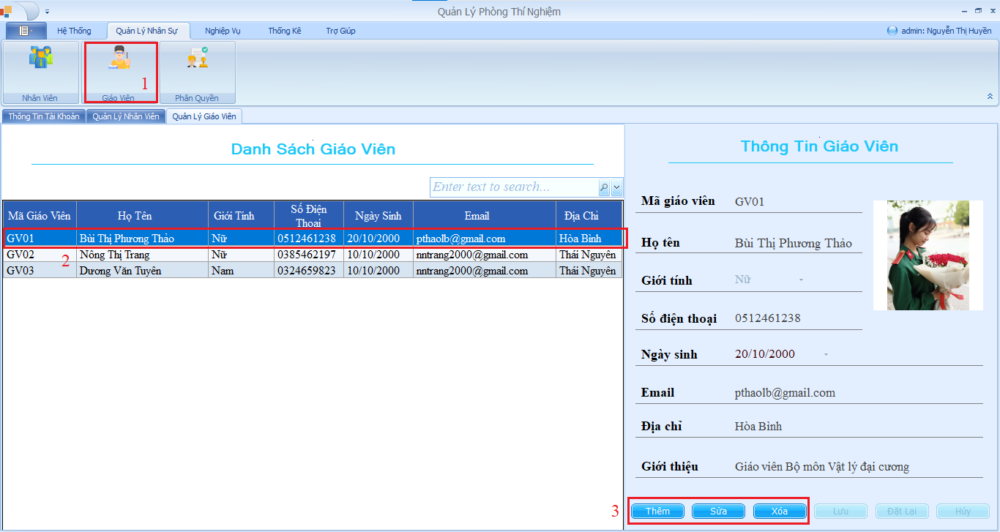 Quản Lý Phòng Thí Nghiệm
Hệ Thống Quản Lý Nhân Sự Nghiệp Vụ Thống Kê Trợ Giúp admin: Nguyễn Thị Huyền
1
Nhân Viên Giáo Viên Phân Quyền
Thông Tin Tài Khoản Quản Lý Nhân Viên Quản Lý Giáo Viên
Danh Sách Giáo Viên
Enter text to search...
Mã Giáo Viên Họ Tên Giới Tính Số Điện Thoại Ngày Sinh Email Địa Chỉ
GV01 Bùi Thị Phương Thảo Nữ 0512461238 20/10/2000 pthaolb@gmail.com Hòa Bình
GV02 Nông Thị Trang Nữ 0385462197 10/10/2000 nntrang2000@gmail.com Thái Nguyên
2
GV03 Dương Văn Tuyên Nam 0324659823 10/10/2000 nntrang2000@gmail.com Thái Nguyên
Thông Tin Giáo Viên
Mã giáo viên GV01
Họ tên Bùi Thị Phương Thảo
Giới tính Nữ
Số điện thoại 0512461238
Ngày sinh 20/10/2000
Email pthaolb@gmail.com
Địa chỉ Hòa Bình
Giới thiệu Giáo viên Bộ môn Vật lý đại cương
3 Thêm Sửa Xóa Lưu Đặt Lại Hủy